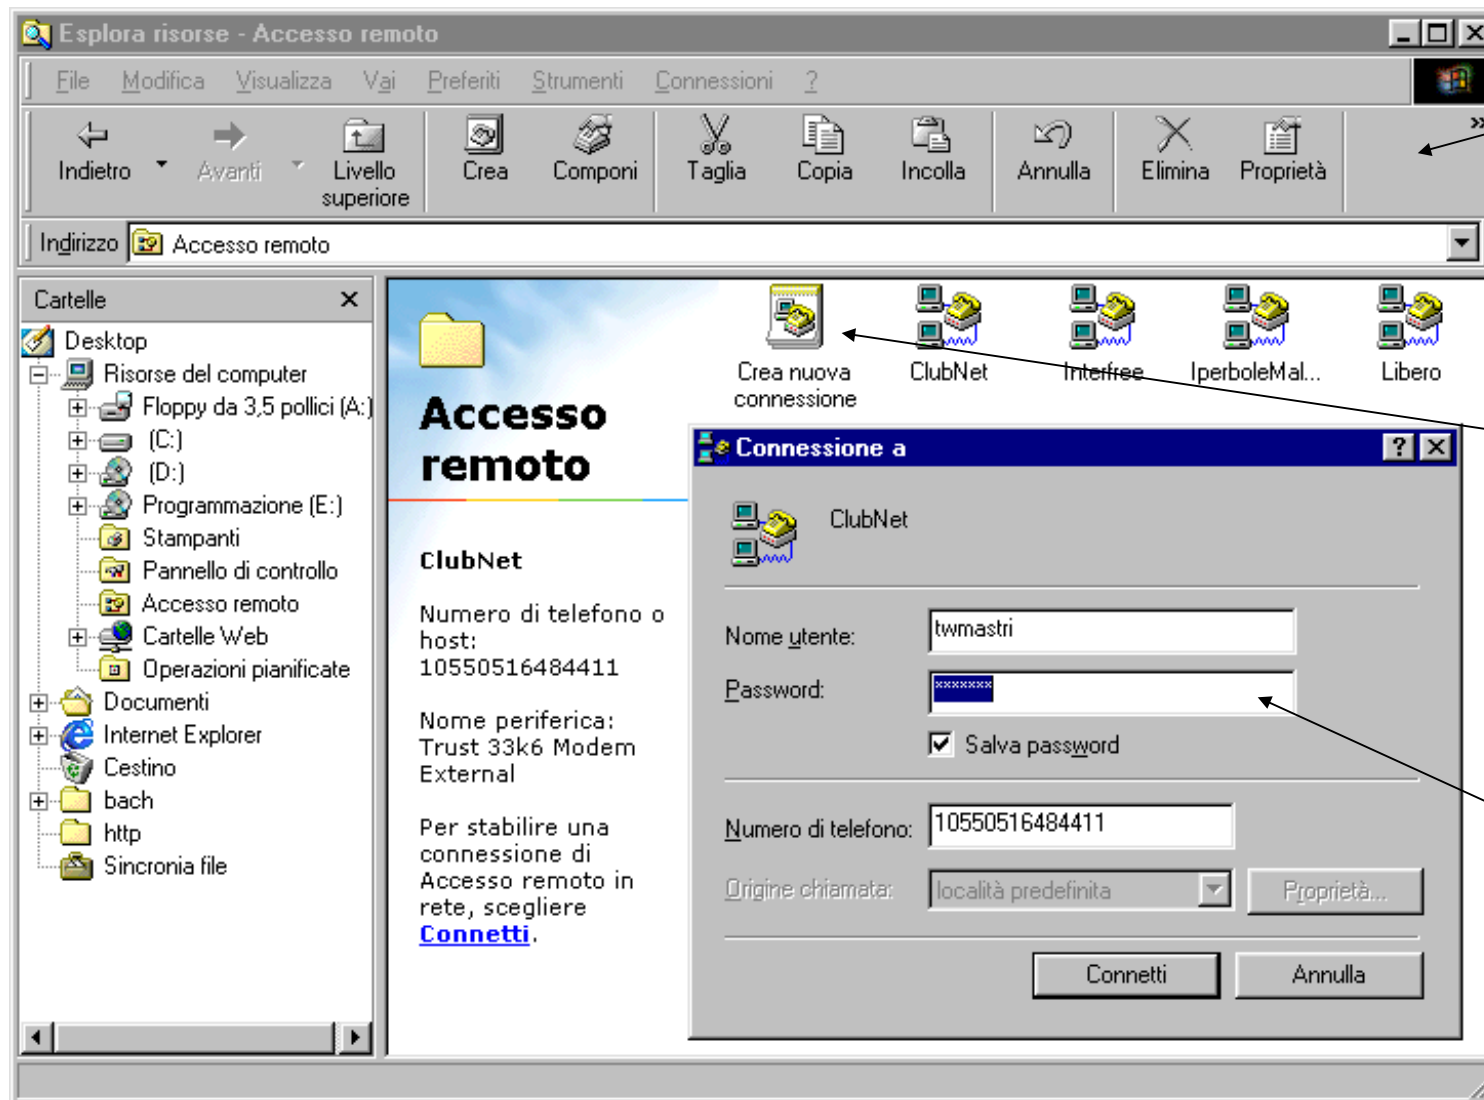 Esplora risorse - Accesso remoto
File Modifica Visualizza Vai Preferiti Strumenti Connessioni ?
Indietro Avanti Livello superiore Crea Componi Taglia Copia Incolla Annulla Elimina Proprietà »
Indirizzo Accesso remoto
Cartelle
Desktop
Risorse del computer
Floppy da 3,5 pollici (A:)
(C:)
(D:)
Programmazione (E:)
Stampanti
Pannello di controllo
Accesso remoto
Cartelle Web
Operazioni pianificate
Documenti
Internet Explorer
Cestino
bach
http
Sincronia file
Accesso
remoto
ClubNet
Numero di telefono o
host:
10550516484411
Nome periferica:
Trust 33k6 Modem
External
Per stabilire una
connessione di
Accesso remoto in
rete, scegliere
Connetti.
Crea nuova
connessione
ClubNet
Interfree
IperboleMal...
Libero
Connessione a
ClubNet
Nome utente: twmastri
Password: *******
Salva password
Numero di telefono: 10550516484411
Origine chiamata: località predefinita Proprietà...
Connetti Annulla